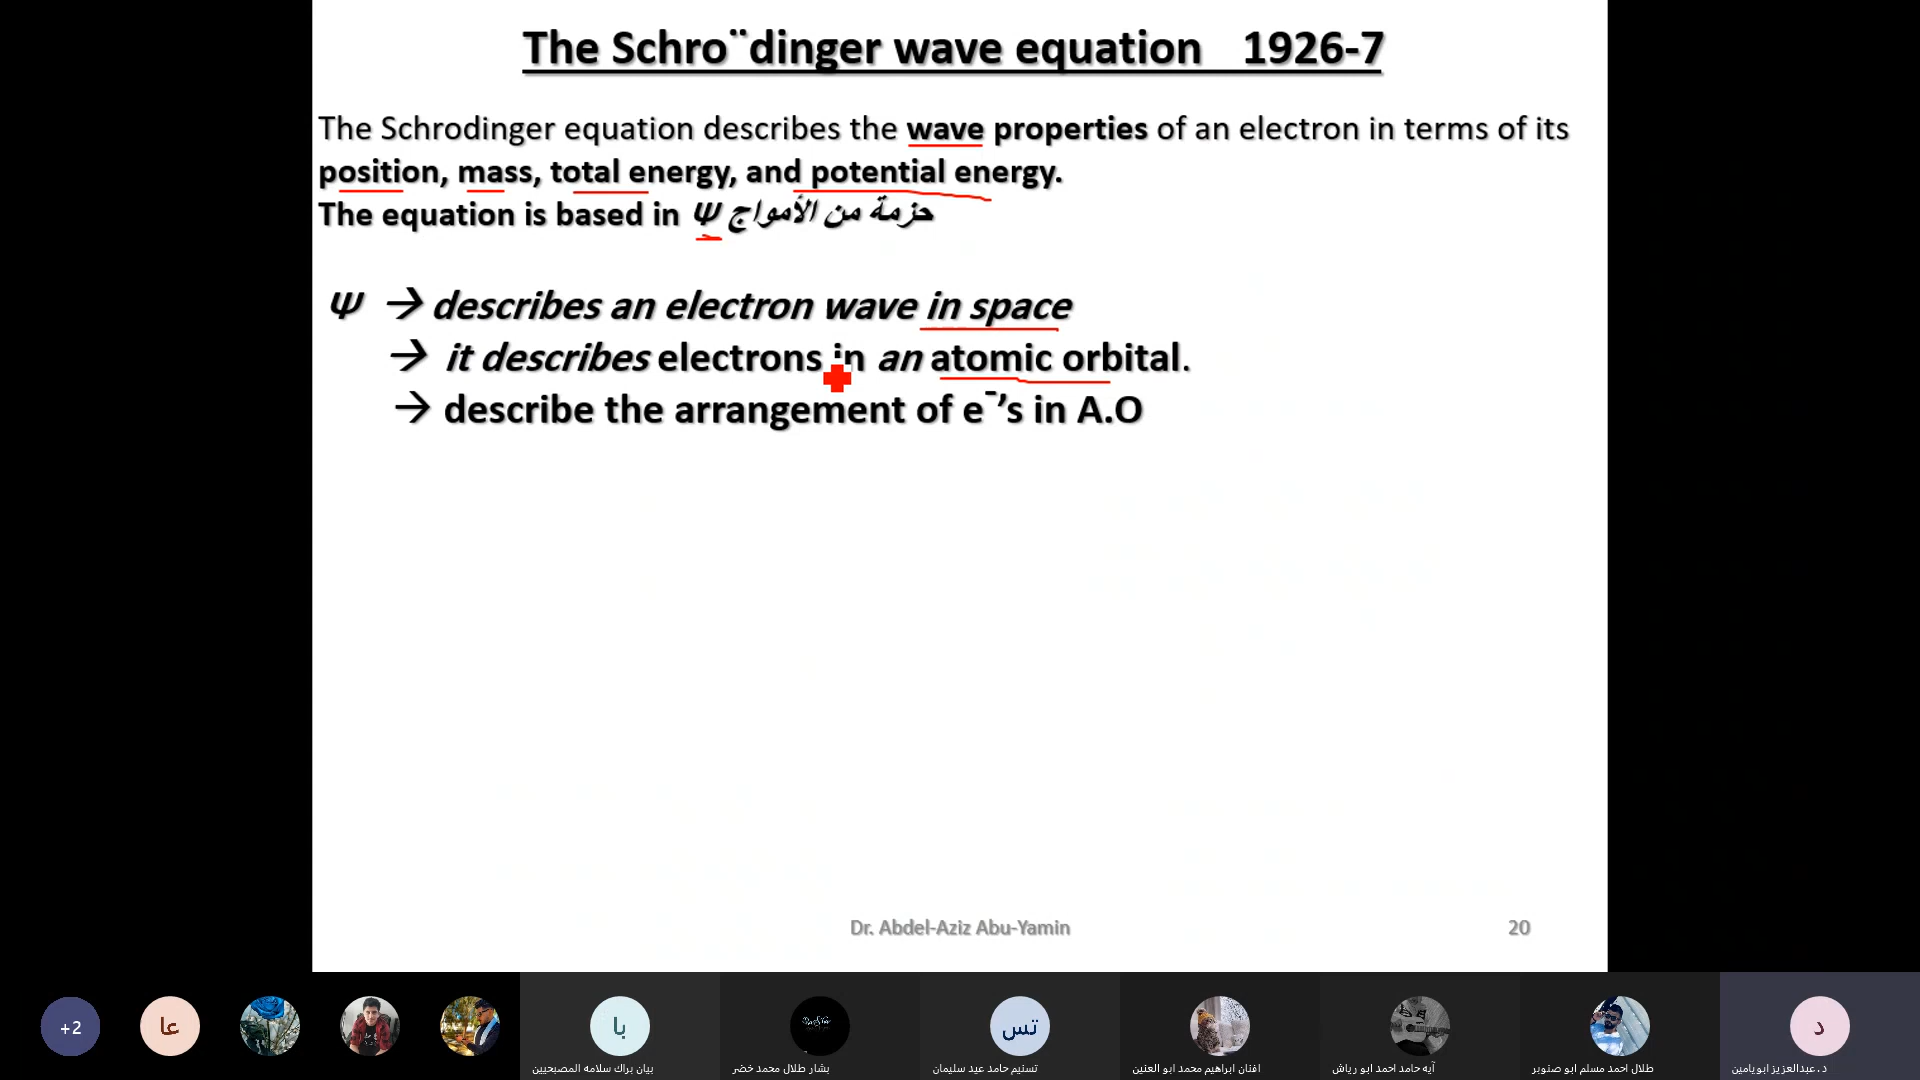 The Schro¨dinger wave equation 1926-7
The Schrodinger equation describes the wave properties of an electron in terms of its
position, mass, total energy, and potential energy.
The equation is based in Ψ حزمة من الأمواج
Ψ → describes an electron wave in space
→ it describes electrons in an atomic orbital.
→ describe the arrangement of e¯’s in A.O
Dr. Abdel-Aziz Abu-Yamin
20
+2
عا
با
تس
د
بيان براك سلامه المصبحيين
بشار طلال محمد خضر
تسنيم حامد عيد سليمان
افنان ابراهيم محمد ابو العنين
آيه حامد احمد ابو رياش
طلال احمد مسلم ابو صنوبر
د.عبدالعزيز ابويامين